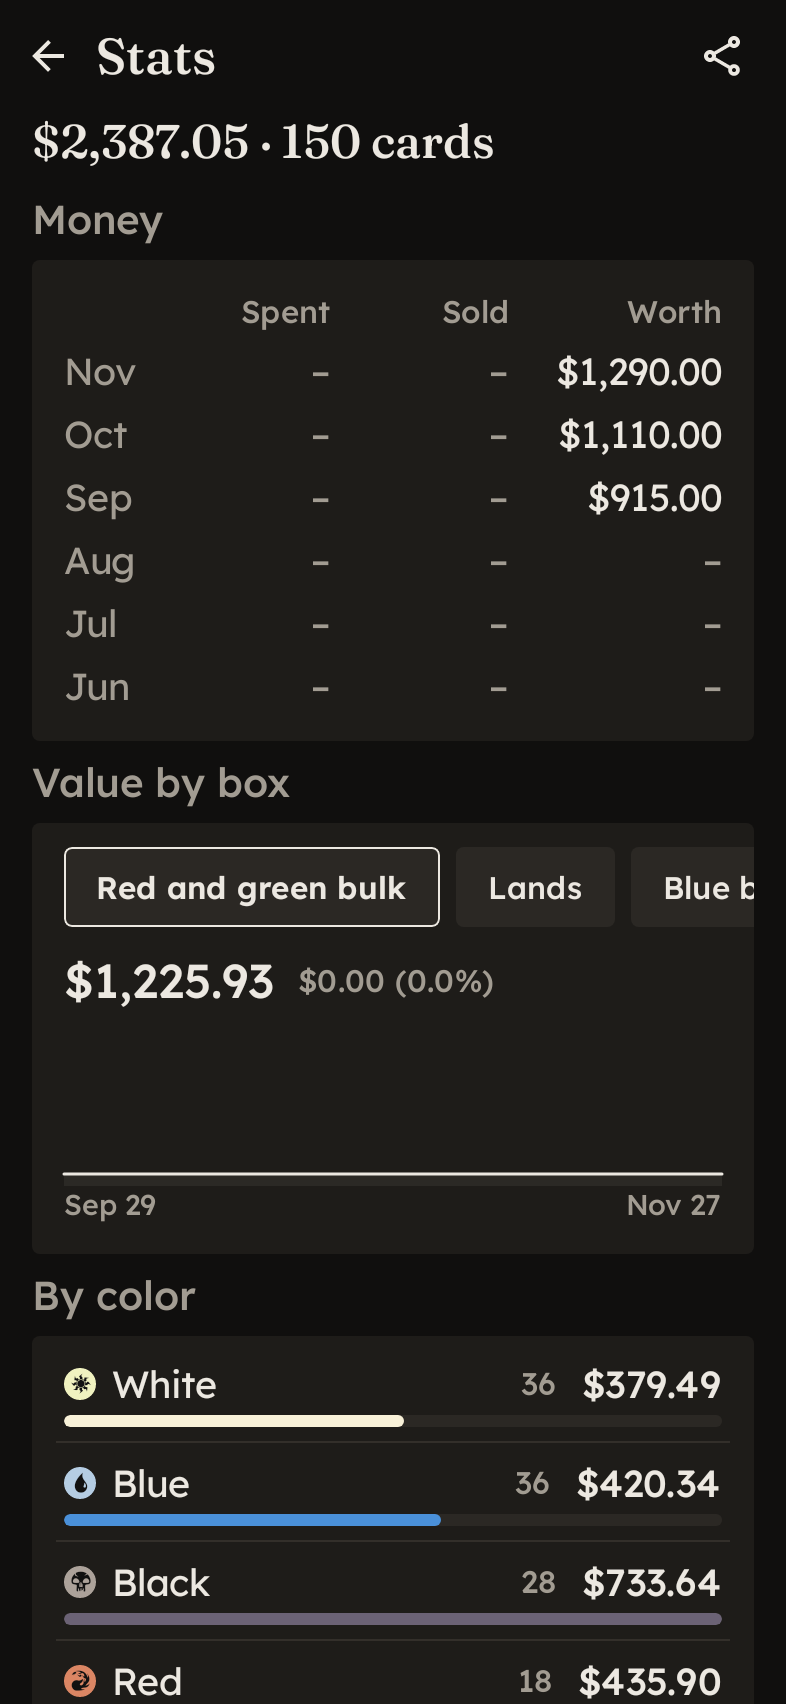 Stats
$2,387.05 · 150 cards
Money
Spent Sold Worth
Nov – – $1,290.00
Oct – – $1,110.00
Sep – – $915.00
Aug – – –
Jul – – –
Jun – – –
Value by box
Red and green bulk Lands Blue b
$1,225.93 $0.00 (0.0%)
Sep 29 Nov 27
By color
White 36 $379.49
Blue 36 $420.34
Black 28 $733.64
Red 18 $435.90